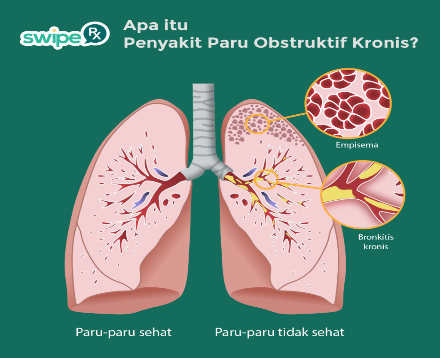 swipe Rx
Apa itu
Penyakit Paru Obstruktif Kronis?
Empisema
Bronkitis
kronis
Paru-paru sehat
Paru-paru tidak sehat